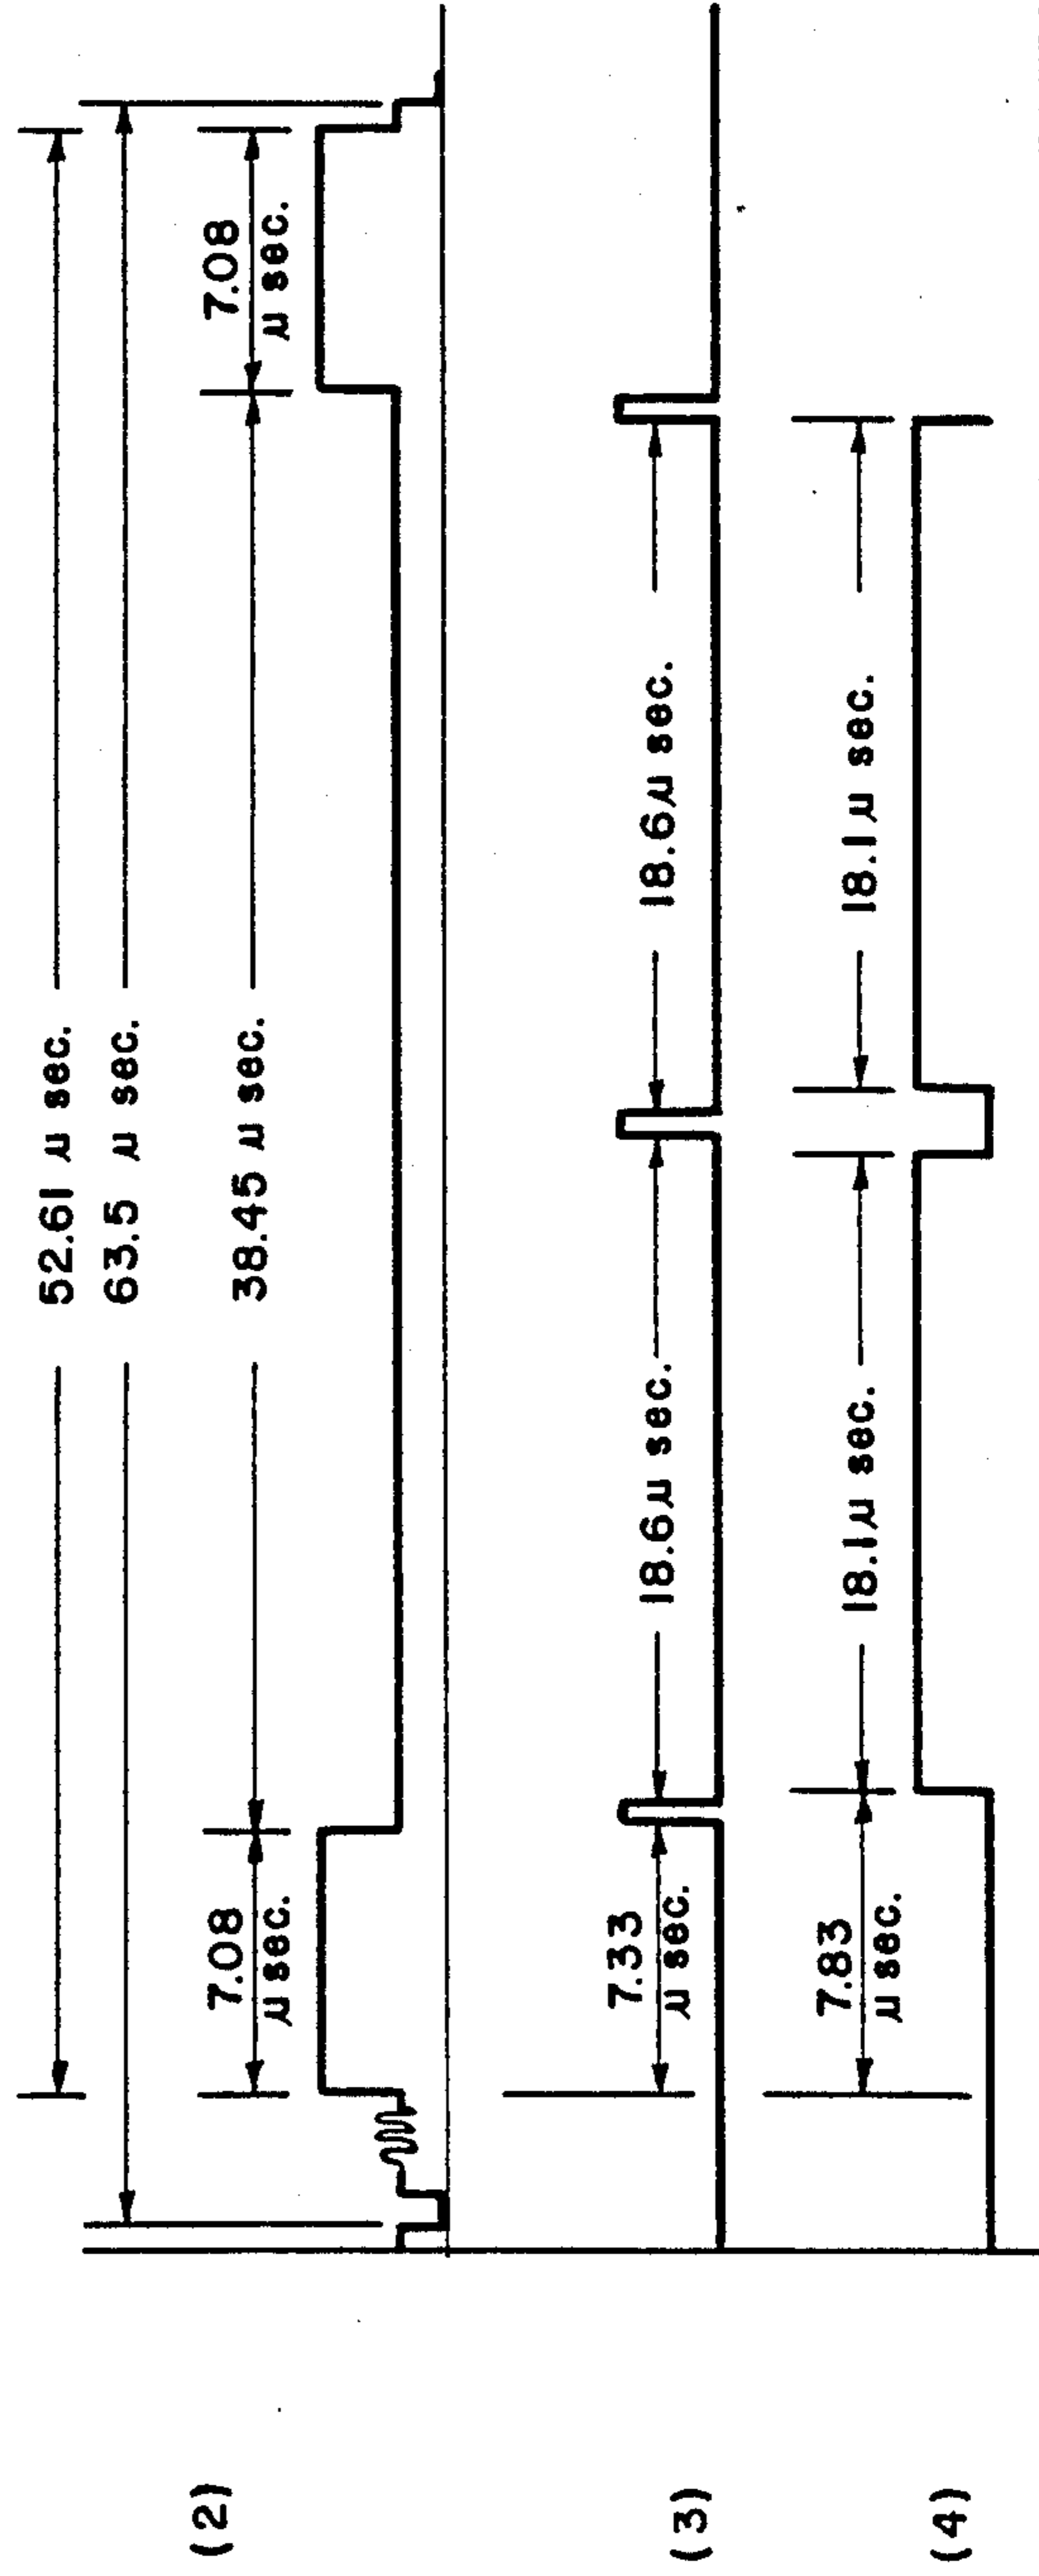 52.61 µ sec.
63.5 µ sec.
7.08
µ sec.
38.45 µ sec.
7.08
µ sec.
(2)
7.33
µ sec.
18.6 µ sec.
18.6 µ sec.
(3)
7.83
µ sec.
18.1 µ sec.
18.1 µ sec.
(4)